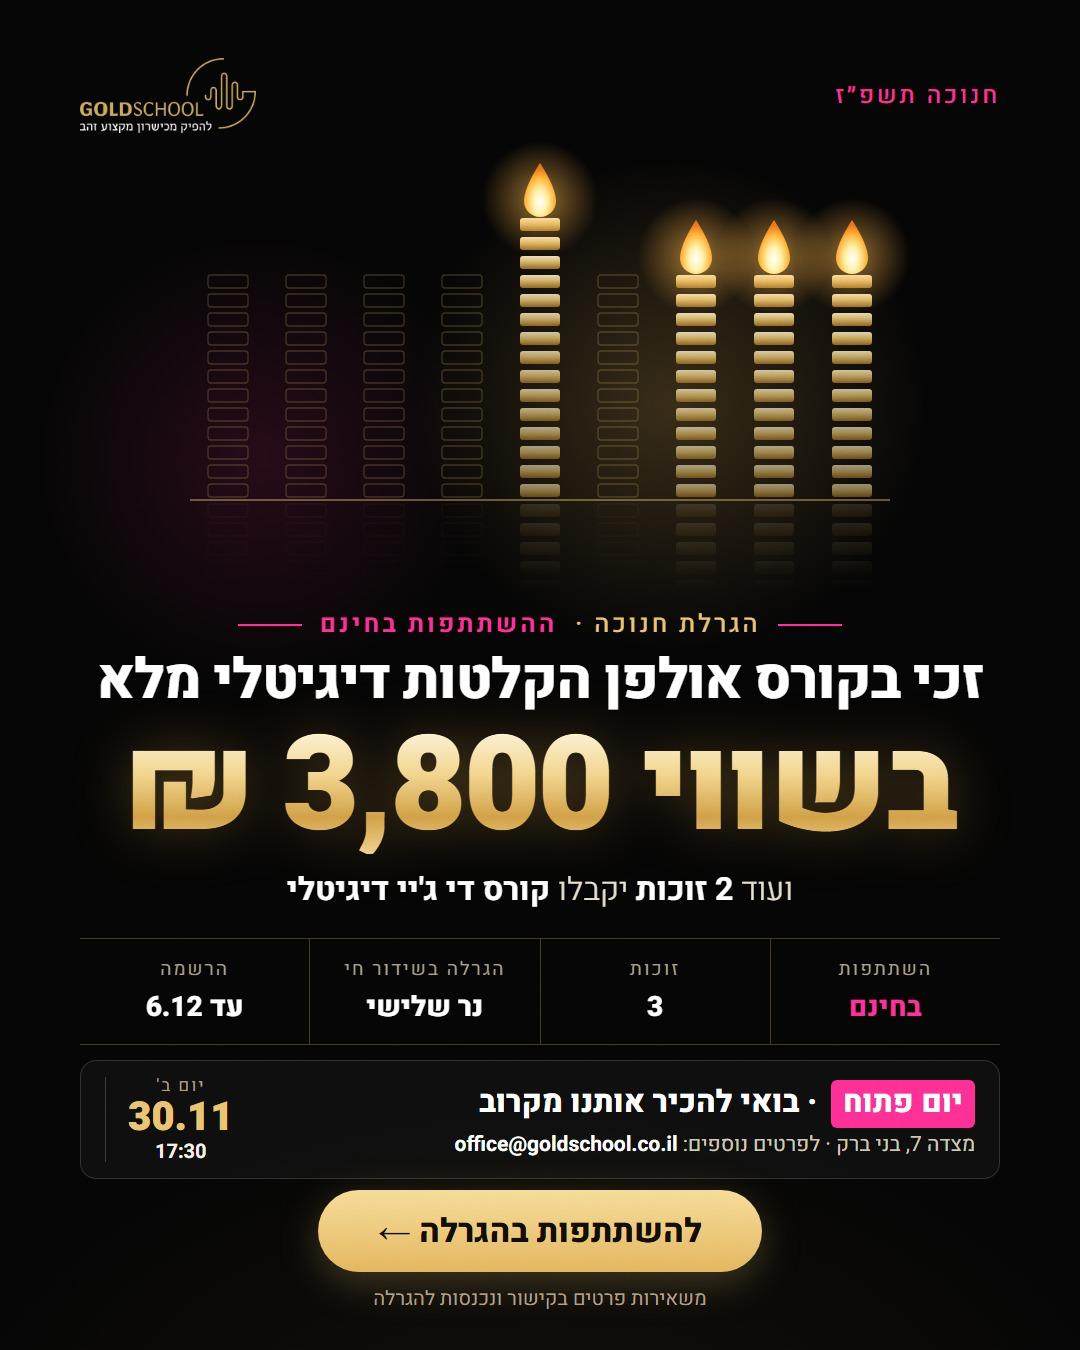 חנוכה תשפ״ז
GOLDSCHOOL
להפיק מכישרון מקצוע זהב
הגרלת חנוכה · ההשתתפות בחינם
זכי בקורס אולפן הקלטות דיגיטלי מלא
בשווי 3,800 ₪
ועוד 2 זוכות יקבלו קורס די ג'יי דיגיטלי
השתתפות
בחינם
זוכות
3
הגרלה בשידור חי
נר שלישי
הרשמה
עד 6.12
יום פתוח · בואי להכיר אותנו מקרוב
מצדה 7, בני ברק · לפרטים נוספים: office@goldschool.co.il
יום ב'
30.11
17:30
להשתתפות בהגרלה ←
משאירות פרטים בקישור ונכנסות להגרלה